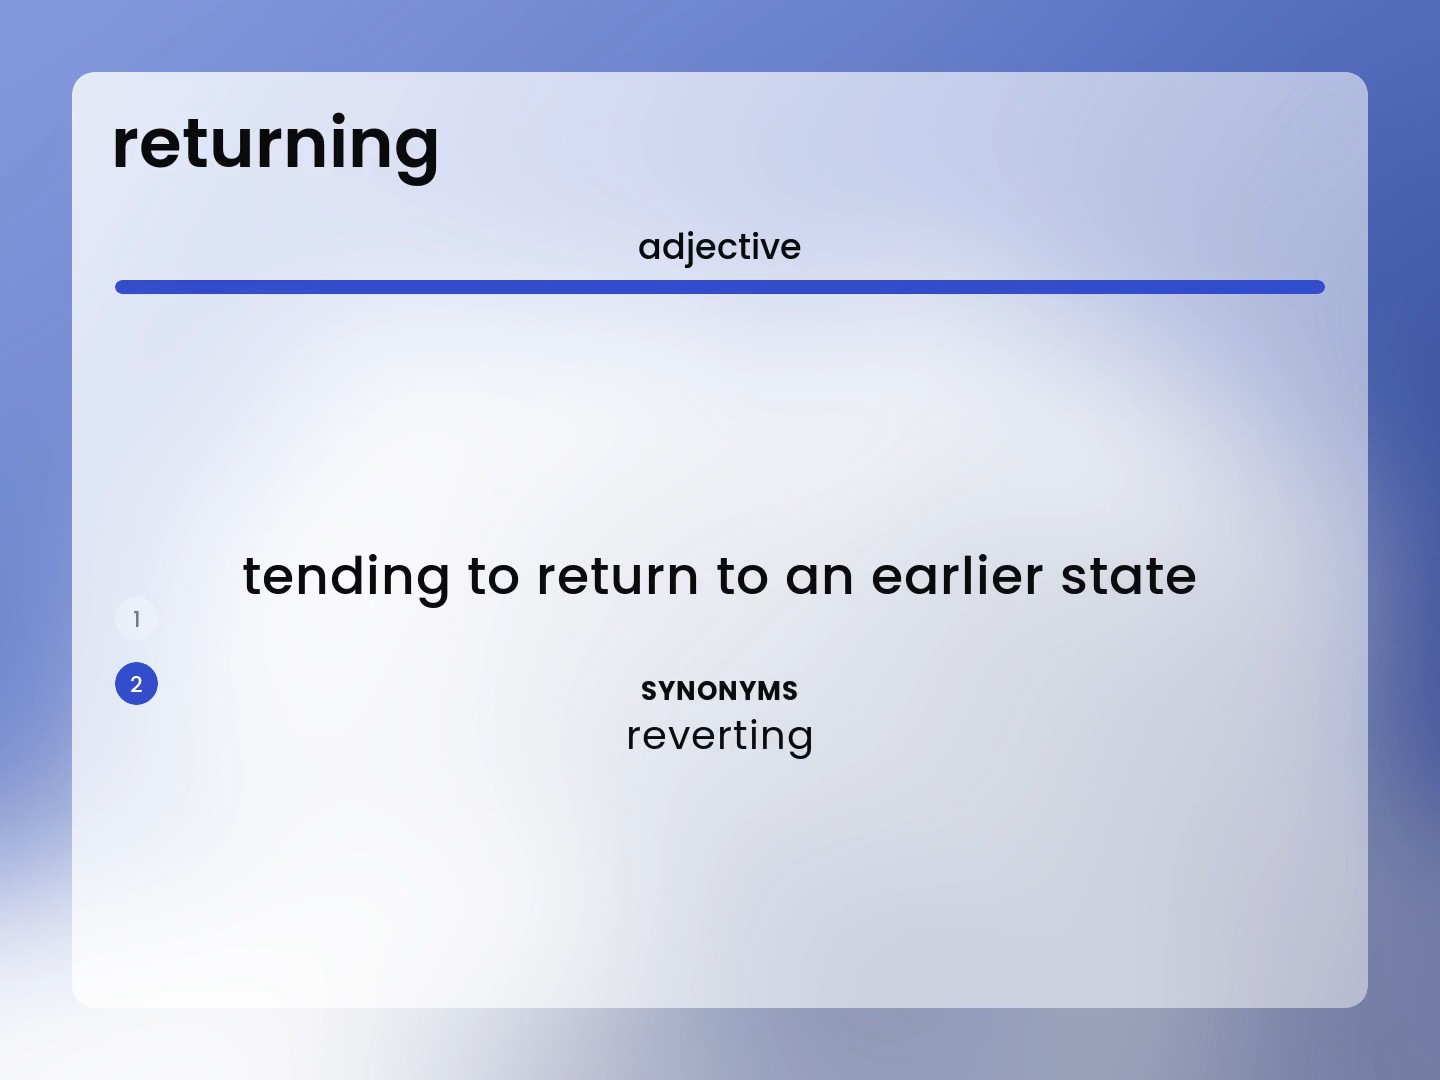 returning
adjective
tending to return to an earlier state
1
2
SYNONYMS
reverting